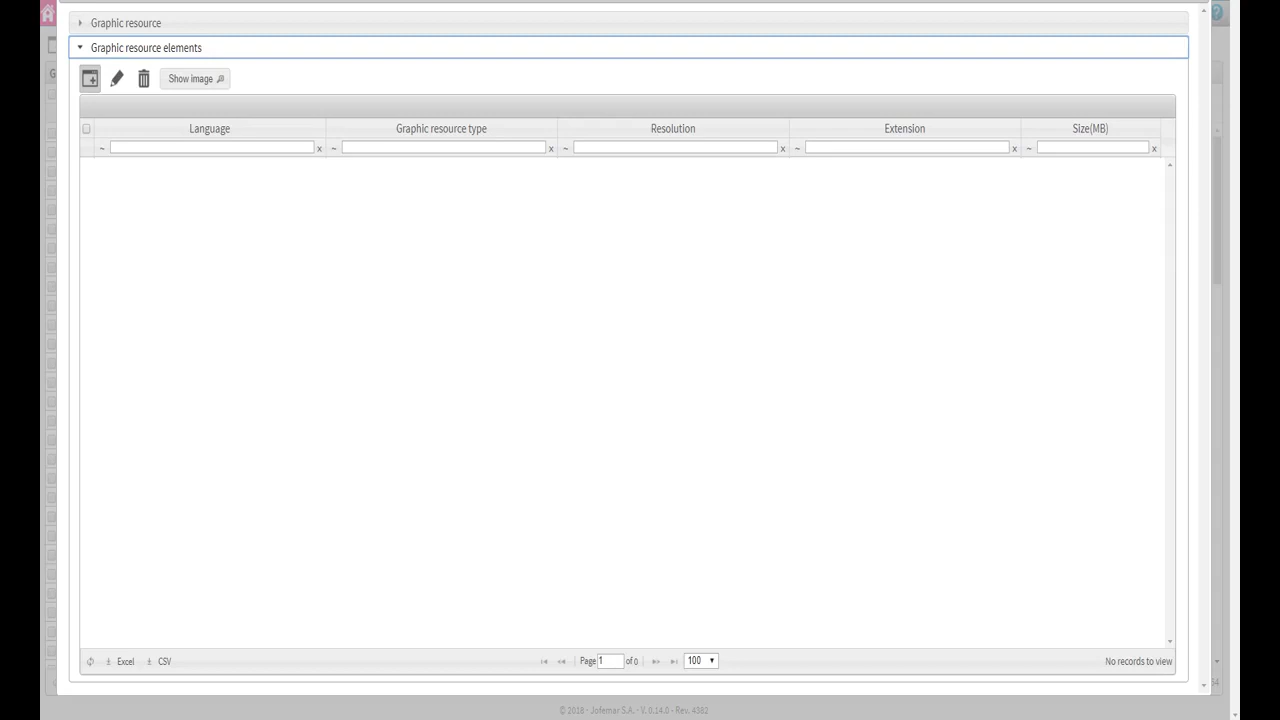 Graphic resource
Graphic resource elements
Show image
Language Graphic resource type Resolution Extension Size(MB)
~ x ~ x ~ x ~ x ~ x
Excel CSV Page 1 of 0 100 No records to view
© 2018 - Jofemar S.A. - V. 0.14.0 - Rev. 4382